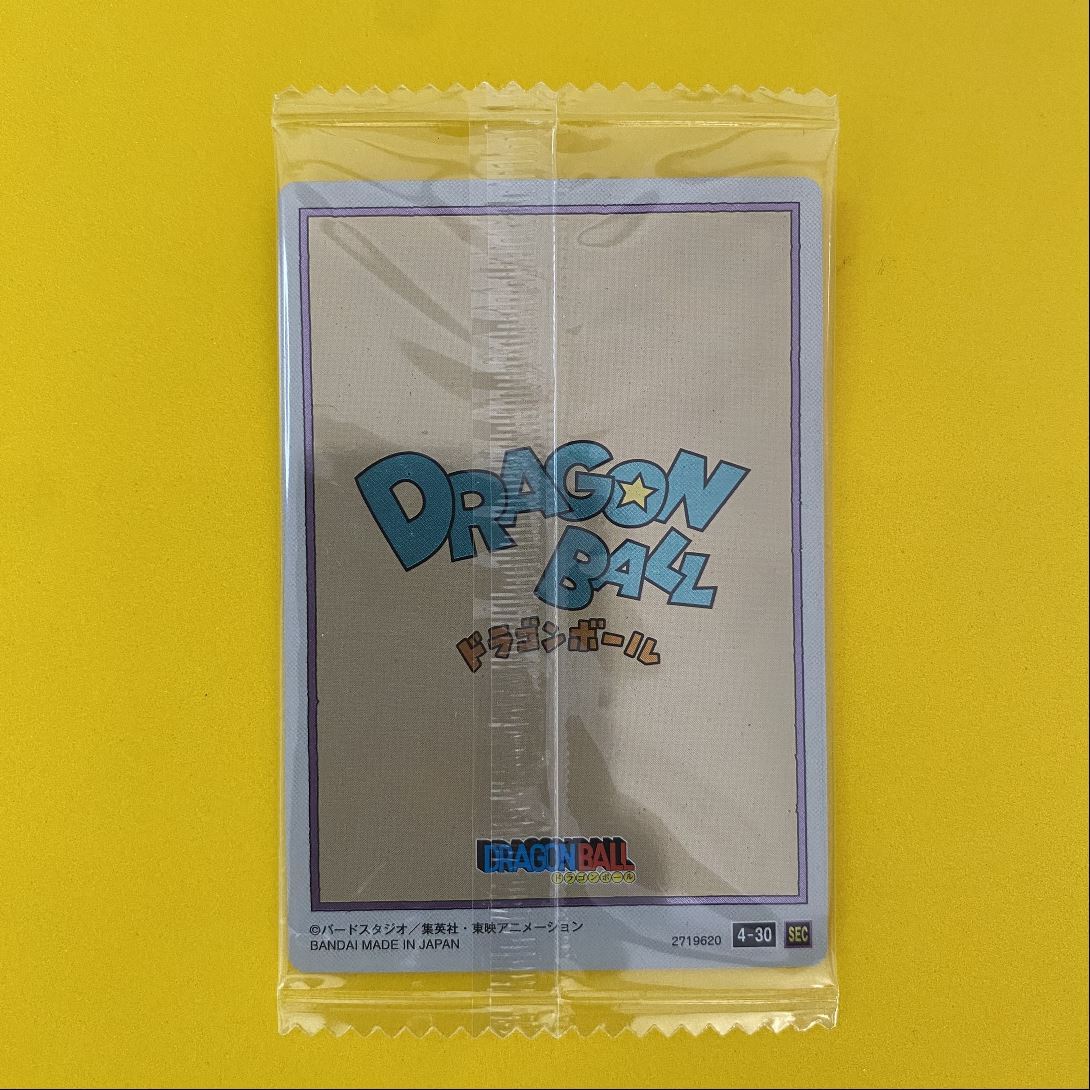 DRAGON
BALL
ドラゴンボール
DRAGONBALL
ドラゴンボール
©バードスタジオ／集英社・東映アニメーション
BANDAI MADE IN JAPAN
2719620 4-30 SEC